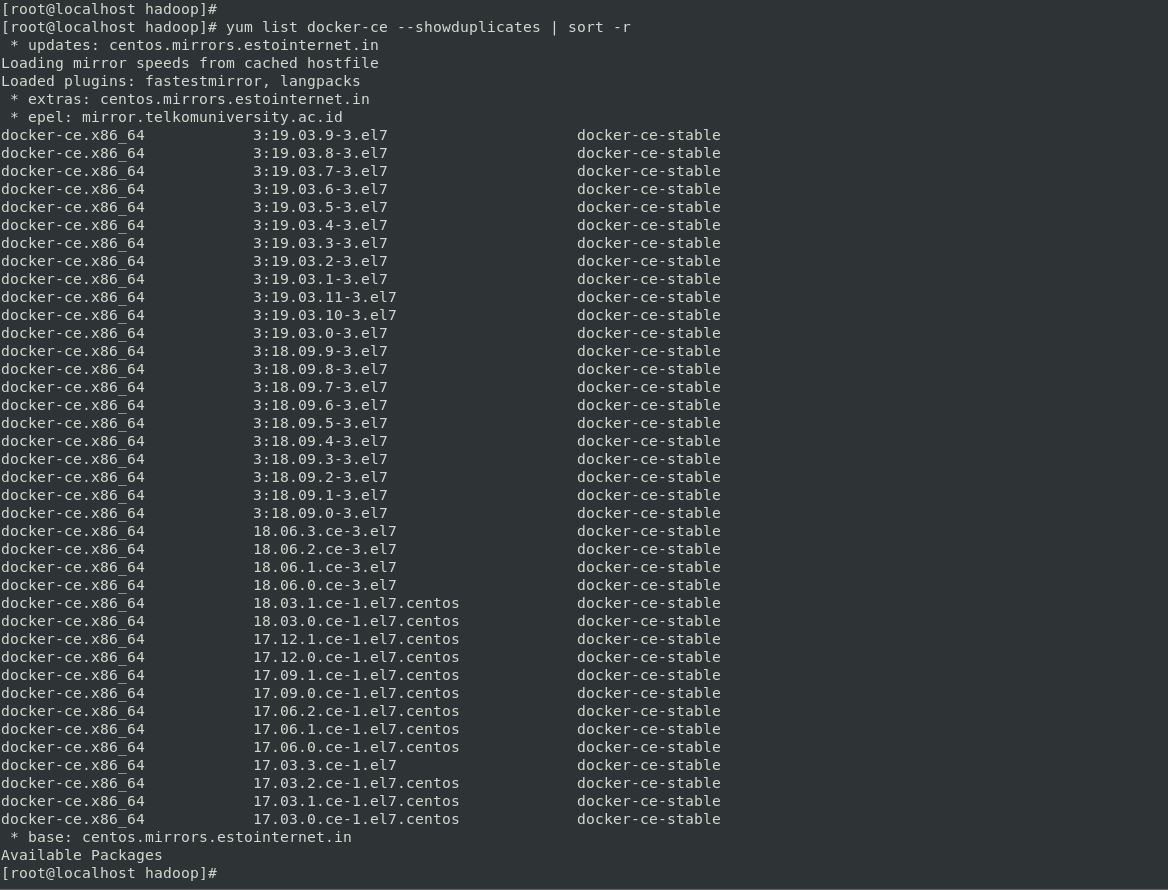 [root@localhost hadoop]#
[root@localhost hadoop]# yum list docker-ce --showduplicates | sort -r
 * updates: centos.mirrors.estointernet.in
Loading mirror speeds from cached hostfile
Loaded plugins: fastestmirror, langpacks
 * extras: centos.mirrors.estointernet.in
 * epel: mirror.telkomuniversity.ac.id
docker-ce.x86_64            3:19.03.9-3.el7                     docker-ce-stable
docker-ce.x86_64            3:19.03.8-3.el7                     docker-ce-stable
docker-ce.x86_64            3:19.03.7-3.el7                     docker-ce-stable
docker-ce.x86_64            3:19.03.6-3.el7                     docker-ce-stable
docker-ce.x86_64            3:19.03.5-3.el7                     docker-ce-stable
docker-ce.x86_64            3:19.03.4-3.el7                     docker-ce-stable
docker-ce.x86_64            3:19.03.3-3.el7                     docker-ce-stable
docker-ce.x86_64            3:19.03.2-3.el7                     docker-ce-stable
docker-ce.x86_64            3:19.03.1-3.el7                     docker-ce-stable
docker-ce.x86_64            3:19.03.11-3.el7                    docker-ce-stable
docker-ce.x86_64            3:19.03.10-3.el7                    docker-ce-stable
docker-ce.x86_64            3:19.03.0-3.el7                     docker-ce-stable
docker-ce.x86_64            3:18.09.9-3.el7                     docker-ce-stable
docker-ce.x86_64            3:18.09.8-3.el7                     docker-ce-stable
docker-ce.x86_64            3:18.09.7-3.el7                     docker-ce-stable
docker-ce.x86_64            3:18.09.6-3.el7                     docker-ce-stable
docker-ce.x86_64            3:18.09.5-3.el7                     docker-ce-stable
docker-ce.x86_64            3:18.09.4-3.el7                     docker-ce-stable
docker-ce.x86_64            3:18.09.3-3.el7                     docker-ce-stable
docker-ce.x86_64            3:18.09.2-3.el7                     docker-ce-stable
docker-ce.x86_64            3:18.09.1-3.el7                     docker-ce-stable
docker-ce.x86_64            3:18.09.0-3.el7                     docker-ce-stable
docker-ce.x86_64            18.06.3.ce-3.el7                    docker-ce-stable
docker-ce.x86_64            18.06.2.ce-3.el7                    docker-ce-stable
docker-ce.x86_64            18.06.1.ce-3.el7                    docker-ce-stable
docker-ce.x86_64            18.06.0.ce-3.el7                    docker-ce-stable
docker-ce.x86_64            18.03.1.ce-1.el7.centos             docker-ce-stable
docker-ce.x86_64            18.03.0.ce-1.el7.centos             docker-ce-stable
docker-ce.x86_64            17.12.1.ce-1.el7.centos             docker-ce-stable
docker-ce.x86_64            17.12.0.ce-1.el7.centos             docker-ce-stable
docker-ce.x86_64            17.09.1.ce-1.el7.centos             docker-ce-stable
docker-ce.x86_64            17.09.0.ce-1.el7.centos             docker-ce-stable
docker-ce.x86_64            17.06.2.ce-1.el7.centos             docker-ce-stable
docker-ce.x86_64            17.06.1.ce-1.el7.centos             docker-ce-stable
docker-ce.x86_64            17.06.0.ce-1.el7.centos             docker-ce-stable
docker-ce.x86_64            17.03.3.ce-1.el7                    docker-ce-stable
docker-ce.x86_64            17.03.2.ce-1.el7.centos             docker-ce-stable
docker-ce.x86_64            17.03.1.ce-1.el7.centos             docker-ce-stable
docker-ce.x86_64            17.03.0.ce-1.el7.centos             docker-ce-stable
 * base: centos.mirrors.estointernet.in
Available Packages
[root@localhost hadoop]#